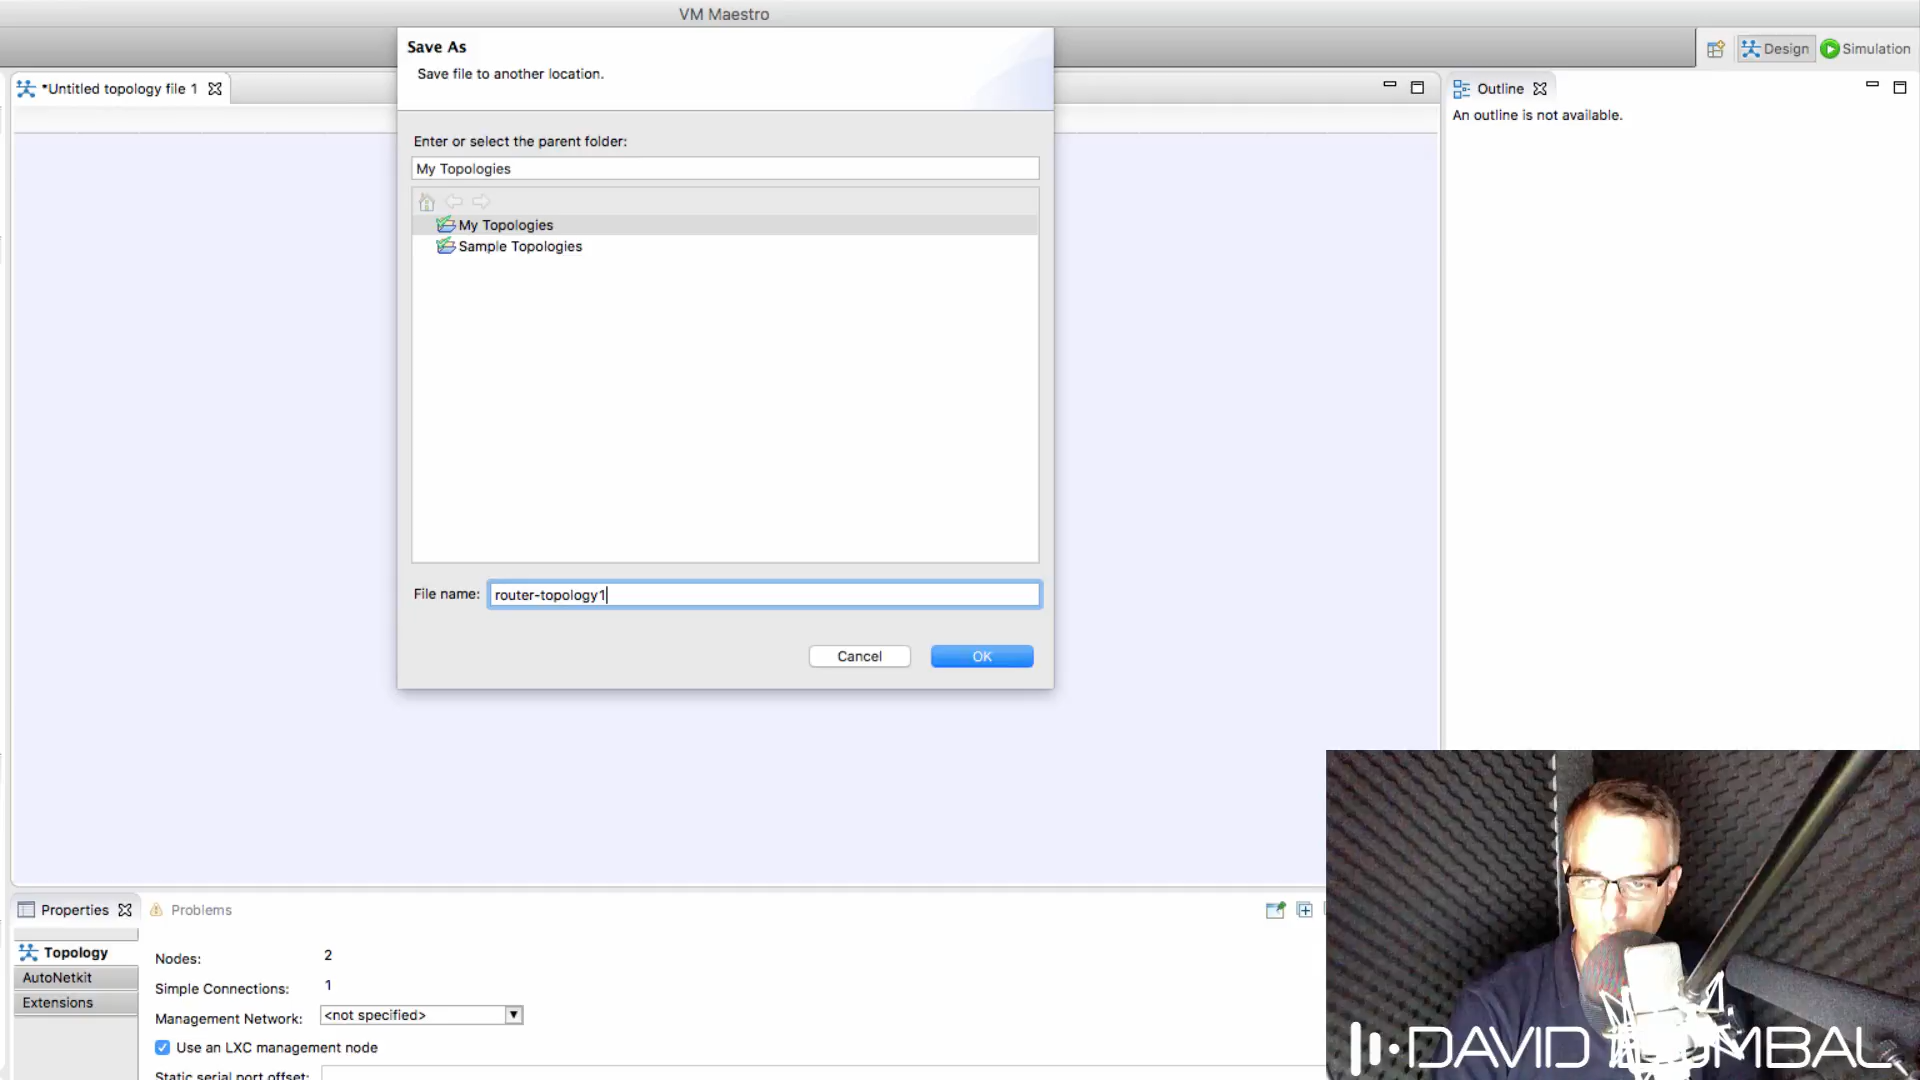 VM Maestro
Save As
Save file to another location.
Design
Simulation
*Untitled topology file 1
Outline
An outline is not available.
Enter or select the parent folder:
My Topologies
My Topologies
Sample Topologies
File name:
router-topology1
Cancel
OK
Properties
Problems
Topology
AutoNetkit
Extensions
Nodes:
2
Simple Connections:
1
Management Network:
<not specified>
Use an LXC management node
Static serial port offset:
DAVID